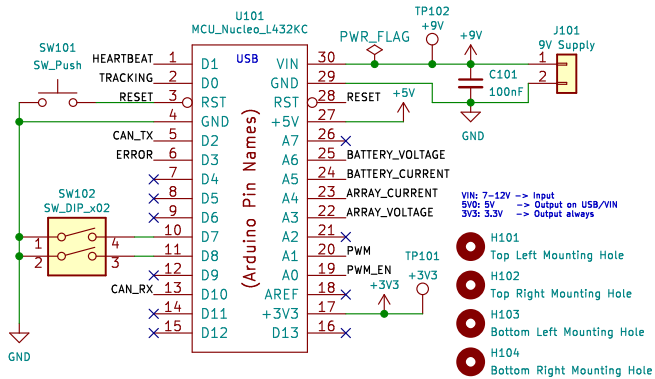 U101
MCU_Nucleo_L432KC
USB
(Arduino Pin Names)
HEARTBEAT 1 D1
TRACKING 2 D0
RESET 3 RST
4 GND
CAN_TX 5 D2
ERROR 6 D3
7 D4
8 D5
9 D6
10 D7
11 D8
12 D9
CAN_RX 13 D10
14 D11
15 D12
VIN 30
GND 29
RST 28 RESET
+5V 27
A7 26
A6 25 BATTERY_VOLTAGE
A5 24 BATTERY_CURRENT
A4 23 ARRAY_CURRENT
A3 22 ARRAY_VOLTAGE
A2 21
A1 20 PWM
A0 19 PWM_EN
AREF 18
+3V3 17
D13 16
SW101
SW_Push
SW102
SW_DIP_x02
1 4
2 3
GND
PWR_FLAG
TP102
+9V
+9V
C101
100nF
GND
J101
9V Supply
1
2
+5V
TP101
+3V3
+3V3
VIN: 7-12V -> Input
5V0: 5V -> Output on USB/VIN
3V3: 3.3V -> Output always
H101
Top Left Mounting Hole
H102
Top Right Mounting Hole
H103
Bottom Left Mounting Hole
H104
Bottom Right Mounting Hole